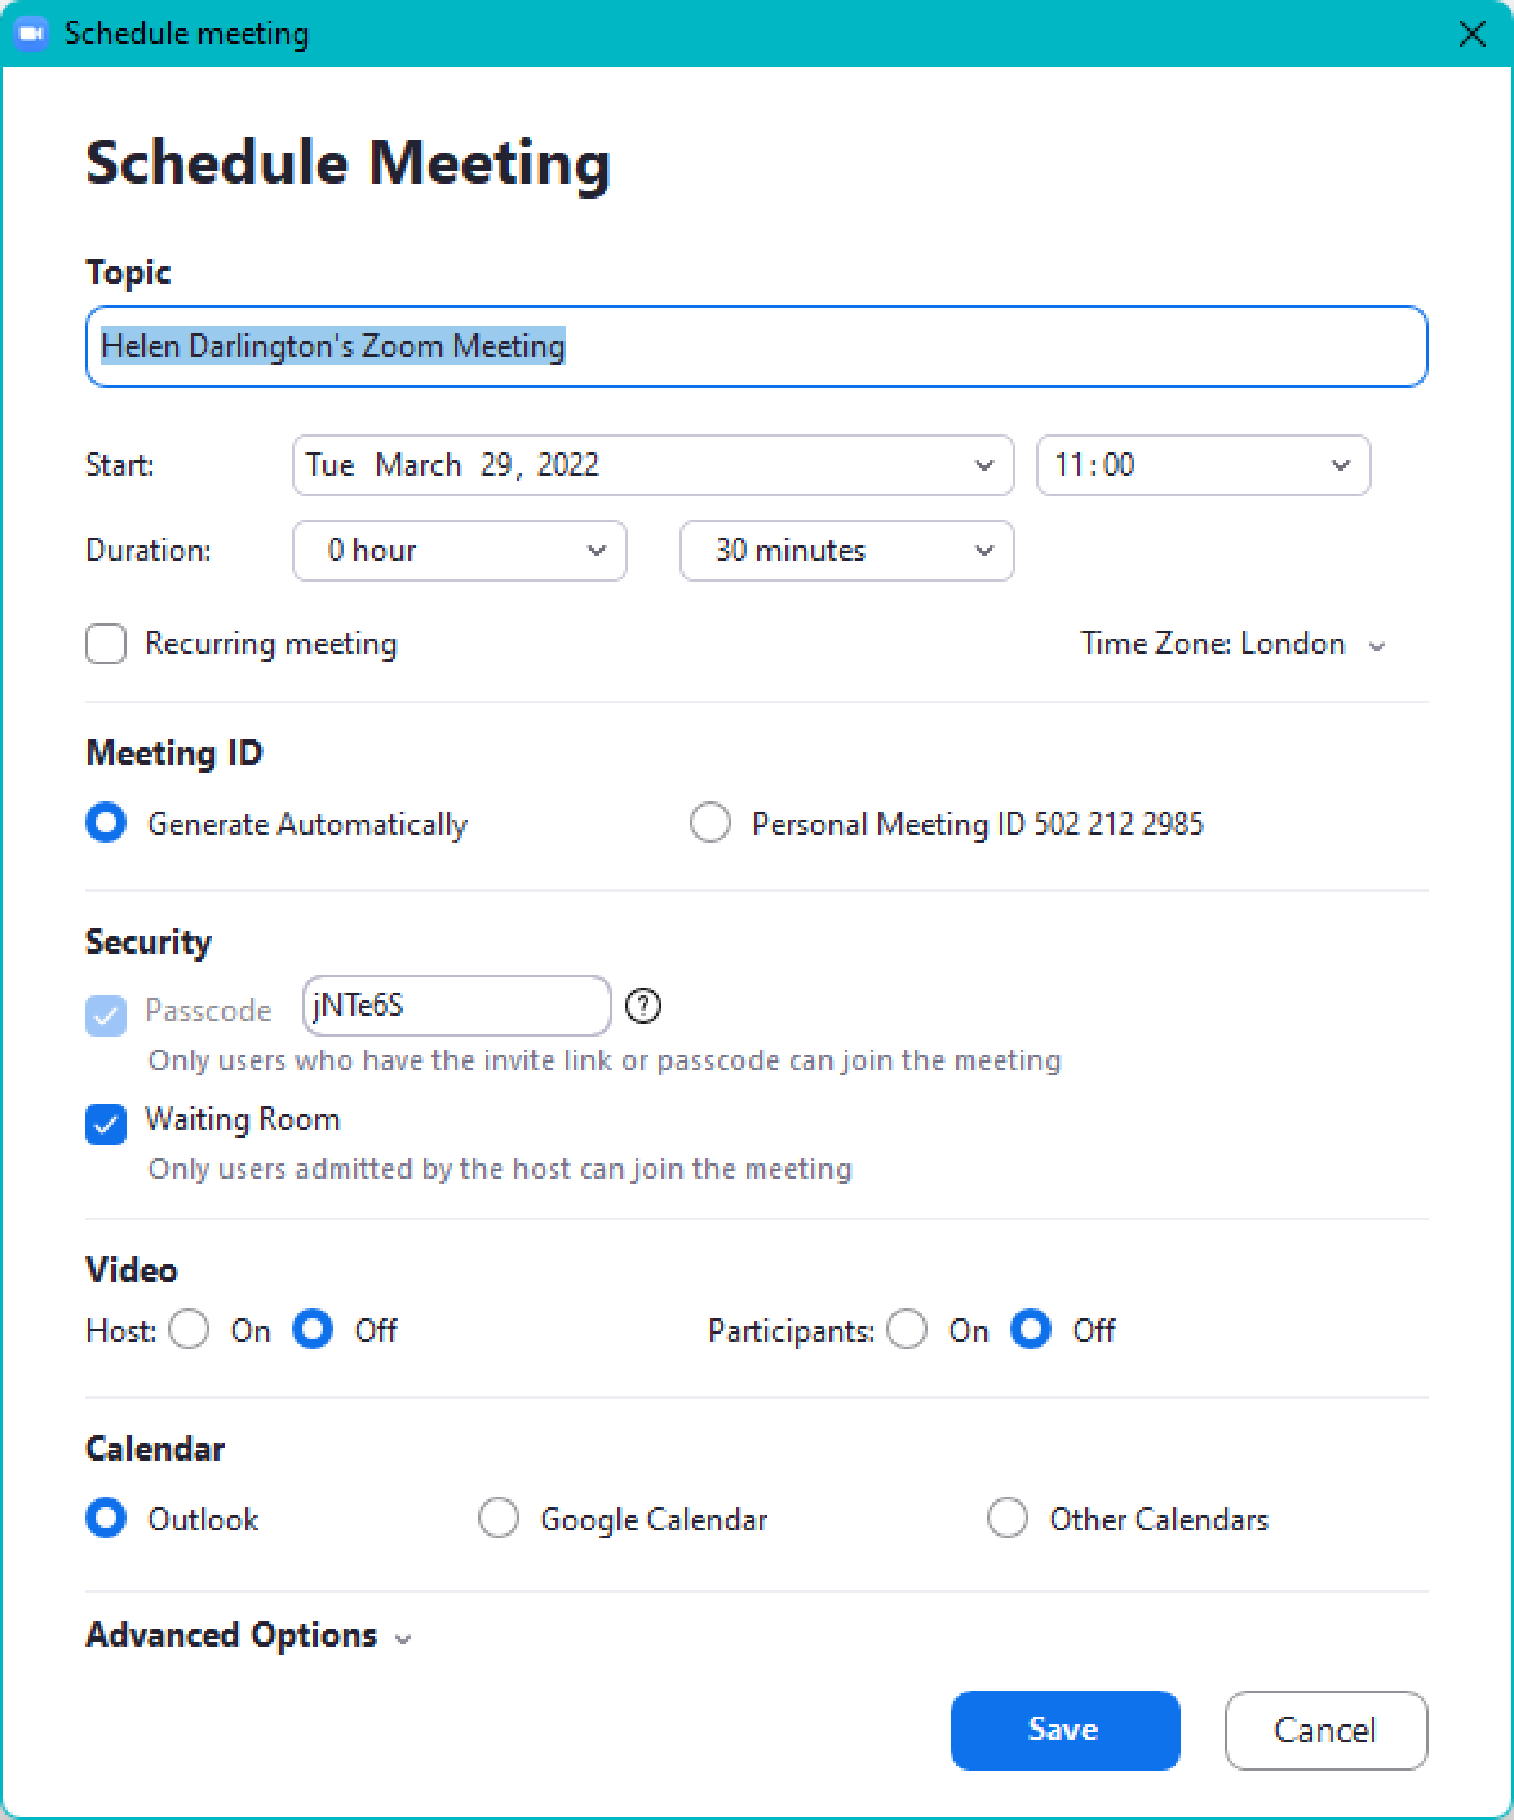 Schedule meeting
Schedule Meeting
Topic
Helen Darlington's Zoom Meeting
Start: Tue March 29, 2022 11:00
Duration: 0 hour 30 minutes
Recurring meeting Time Zone: London
Meeting ID
Generate Automatically Personal Meeting ID 502 212 2985
Security
Passcode jNTe6S ?
Only users who have the invite link or passcode can join the meeting
Waiting Room
Only users admitted by the host can join the meeting
Video
Host: On Off Participants: On Off
Calendar
Outlook Google Calendar Other Calendars
Advanced Options
Save Cancel